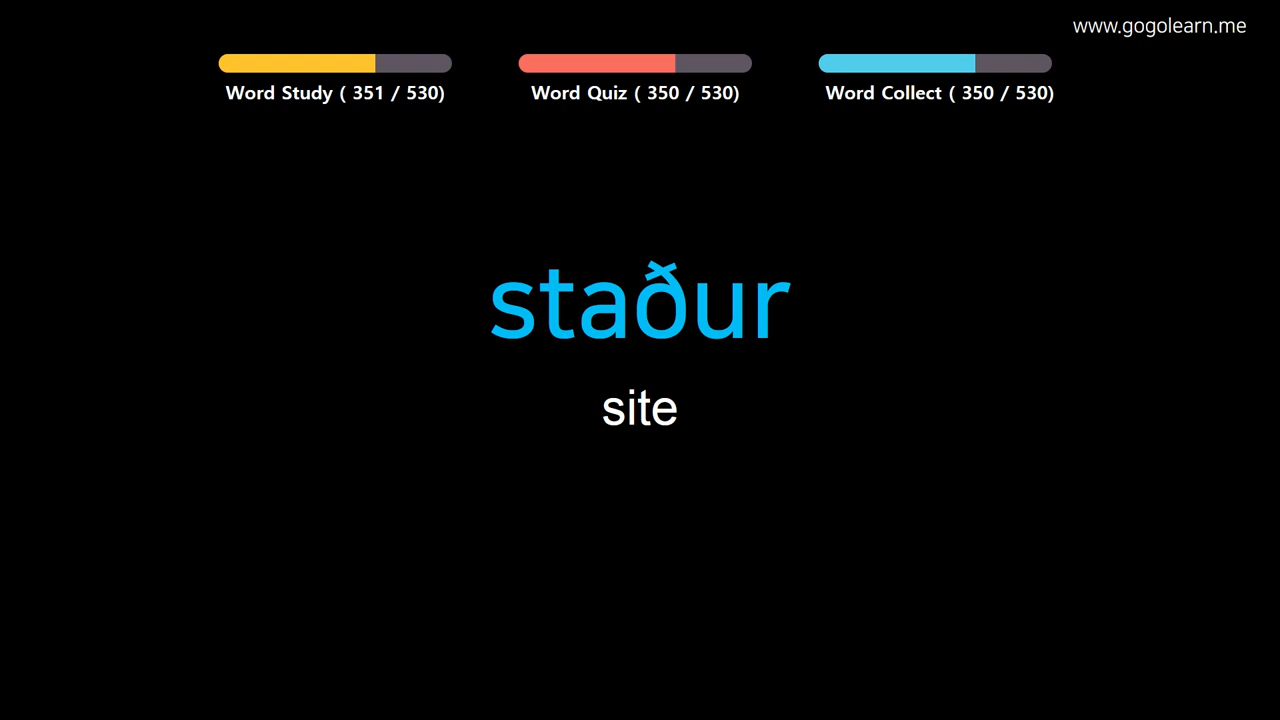 www.gogolearn.me
Word Study ( 351 / 530)
Word Quiz ( 350 / 530)
Word Collect ( 350 / 530)
staður
site